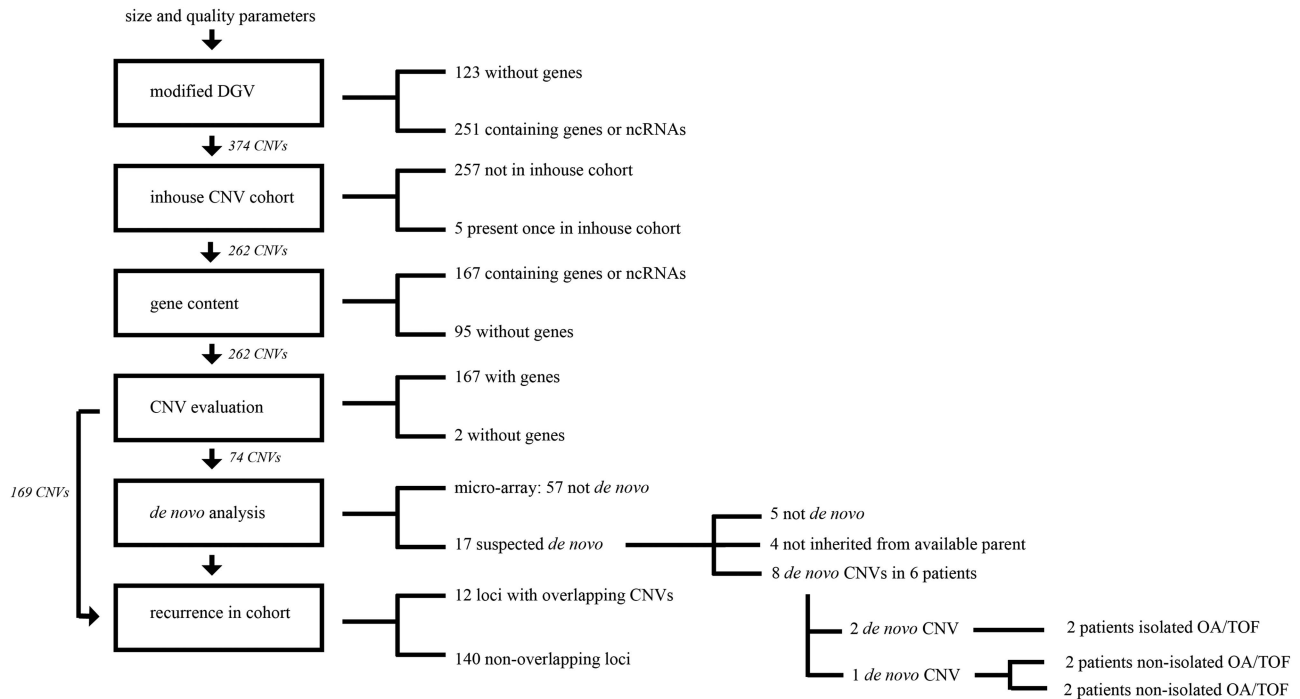 size and quality parameters
modified DGV
123 without genes
251 containing genes or ncRNAs
374 CNVs
inhouse CNV cohort
257 not in inhouse cohort
5 present once in inhouse cohort
262 CNVs
gene content
167 containing genes or ncRNAs
95 without genes
262 CNVs
CNV evaluation
167 with genes
2 without genes
74 CNVs
169 CNVs
de novo analysis
micro-array: 57 not de novo
17 suspected de novo
5 not de novo
4 not inherited from available parent
8 de novo CNVs in 6 patients
recurrence in cohort
12 loci with overlapping CNVs
140 non-overlapping loci
2 de novo CNV
2 patients isolated OA/TOF
1 de novo CNV
2 patients non-isolated OA/TOF
2 patients non-isolated OA/TOF